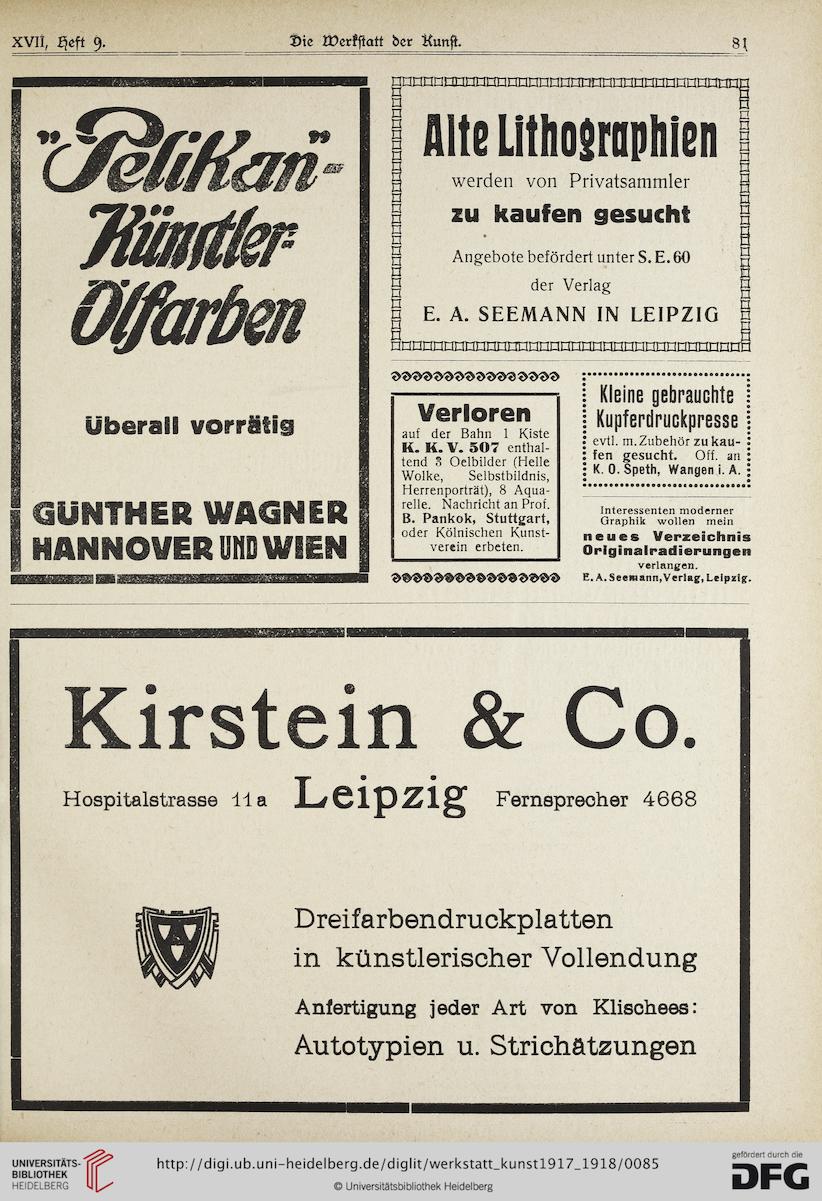 XVII, Heft 9.
Die Werkstatt der Kunst.
81
"Pelikan"-
Künstler-
Ölfarben
Überall vorrätig
GÜNTHER WAGNER
HANNOVER UND WIEN
Alte Lithographien
werden von Privatsammler
zu kaufen gesucht
Angebote befördert unter S. E. 60
der Verlag
E. A. SEEMANN IN LEIPZIG
Verloren
auf der Bahn 1 Kiste
K. K. V. 507 enthal-
tend 3 Oelbilder (Helle
Wolke, Selbstbildnis,
Herrenporträt), 8 Aqua-
relle. Nachricht an Prof.
B. Pankok, Stuttgart,
oder Kölnischen Kunst-
verein erbeten.
Kleine gebrauchte
Kupferdruckpresse
evtl. m. Zubehör zu kau-
fen gesucht. Off. an
K. O. Speth, Wangen i. A.
Interessenten moderner
Graphik wollen mein
neues Verzeichnis
Originalradierungen
verlangen.
E. A. Seemann, Verlag, Leipzig.
Kirstein & Co.
Hospitalstrasse 11a Leipzig Fernsprecher 4668
Dreifarbendruckplatten
in künstlerischer Vollendung
Anfertigung jeder Art von Klischees:
Autotypien u. Strichätzungen
UNIVERSITÄTS-
BIBLIOTHEK
HEIDELBERG
http://digi.ub.uni-heidelberg.de/diglit/werkstatt_kunst1917_1918/0085
© Universitätsbibliothek Heidelberg
gefördert durch die
DFG